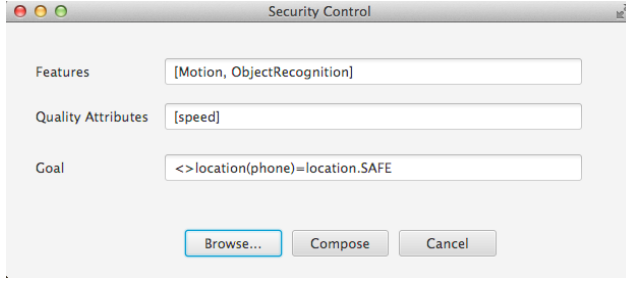 Security Control
Features [Motion, ObjectRecognition]
Quality Attributes [speed]
Goal <>location(phone)=location.SAFE
Browse... Compose Cancel